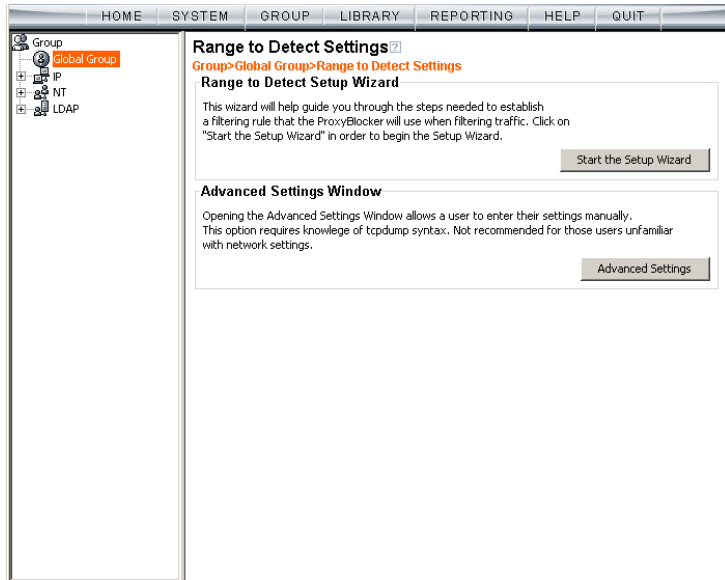 HOME SYSTEM GROUP LIBRARY REPORTING HELP QUIT
Group
Global Group
IP
NT
LDAP
Range to Detect Settings?
Group>Global Group>Range to Detect Settings
Range to Detect Setup Wizard
This wizard will help guide you through the steps needed to establish
a filtering rule that the ProxyBlocker will use when filtering traffic. Click on
"Start the Setup Wizard" in order to begin the Setup Wizard.
Start the Setup Wizard
Advanced Settings Window
Opening the Advanced Settings Window allows a user to enter their settings manually.
This option requires knowlege of tcpdump syntax. Not recommended for those users unfamiliar
with network settings.
Advanced Settings